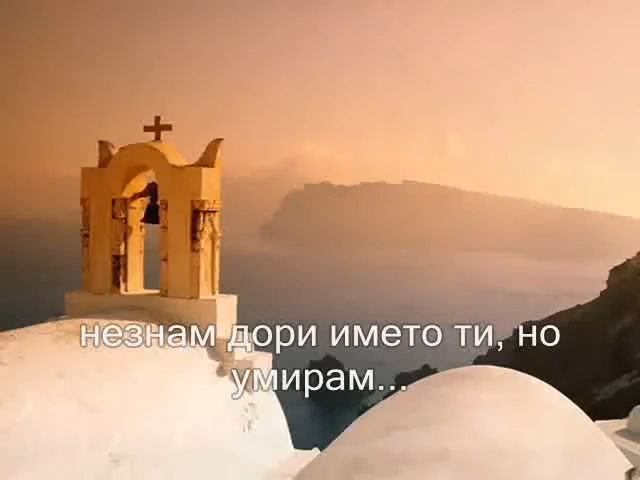 незнам дори името ти, но
умирам...